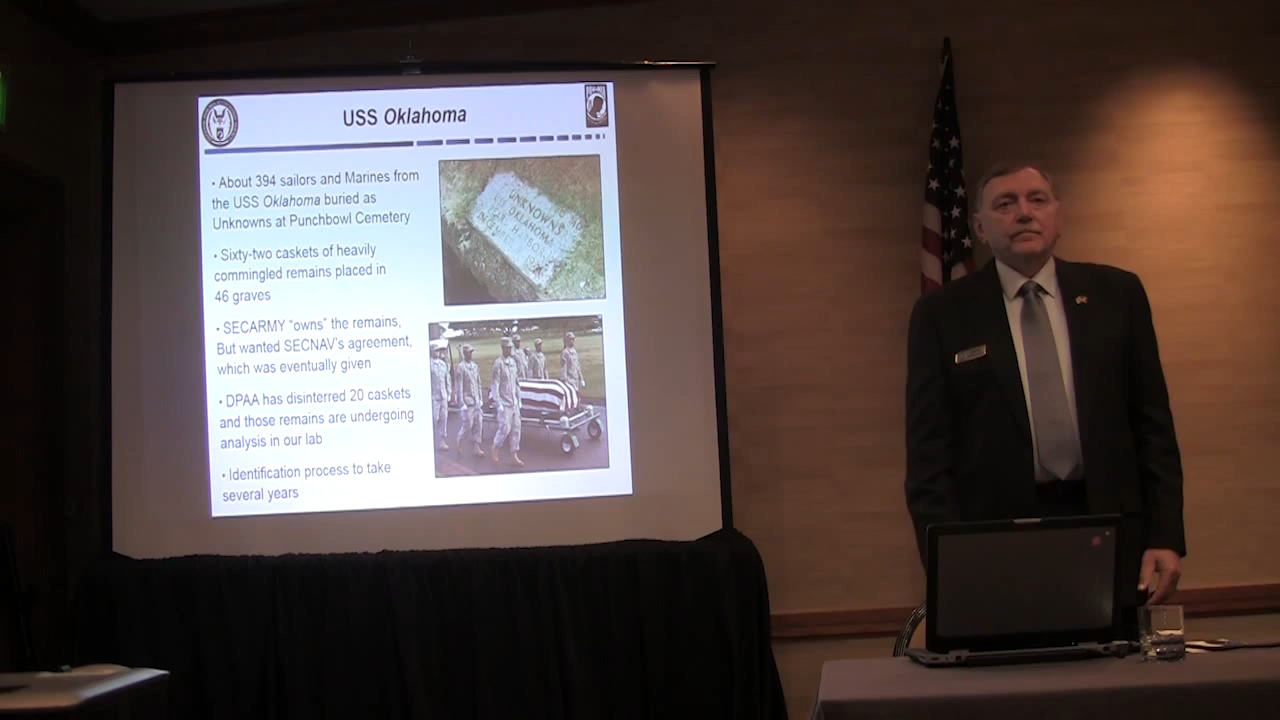 USS Oklahoma
• About 394 sailors and Marines from
the USS Oklahoma buried as
Unknowns at Punchbowl Cemetery
• Sixty-two caskets of heavily
commingled remains placed in
46 graves
• SECARMY “owns” the remains,
But wanted SECNAV’s agreement,
which was eventually given
• DPAA has disinterred 20 caskets
and those remains are undergoing
analysis in our lab
• Identification process to take
several years
UNKNOWNS
OKLAHOMA